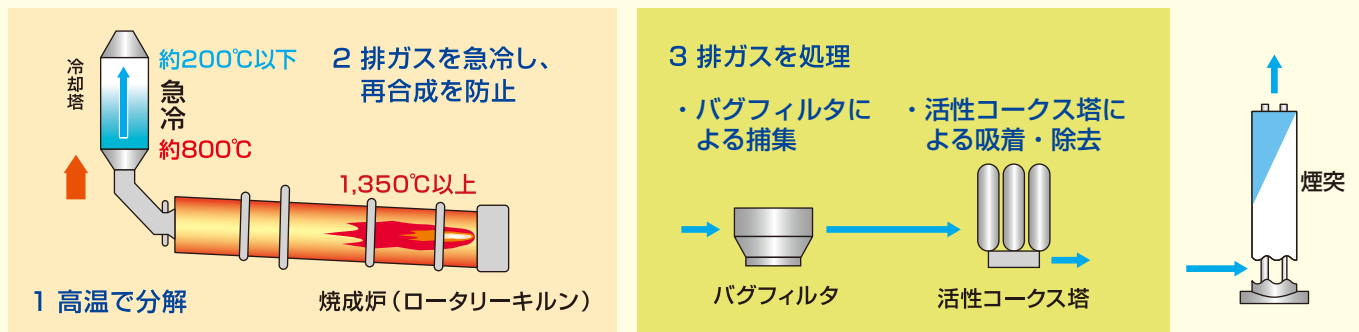 冷却塔
約200℃以下
急冷
約800℃
2 排ガスを急冷し、
再合成を防止
1,350℃以上
1 高温で分解
焼成炉（ロータリーキルン）
3 排ガスを処理
・バグフィルタに
よる捕集
・活性コークス塔に
よる吸着・除去
バグフィルタ
活性コークス塔
煙突